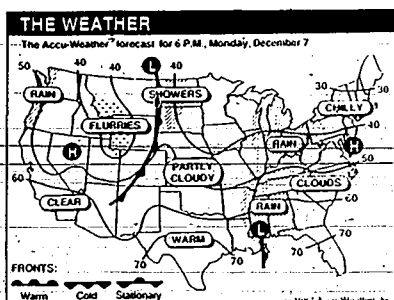 THE WEATHER
The Accu-Weather® forecast for 6 P.M., Monday, December 7
50 40 40 L 40
30 30
RAIN SHOWERS CHILLY
FLURRIES
40
H RAIN H
50
60 PARTLY
CLOUDY CLOUDS
60
CLEAR RAIN
L
WARM 70
70 70 70
FRONTS:
Warm Cold Stationary